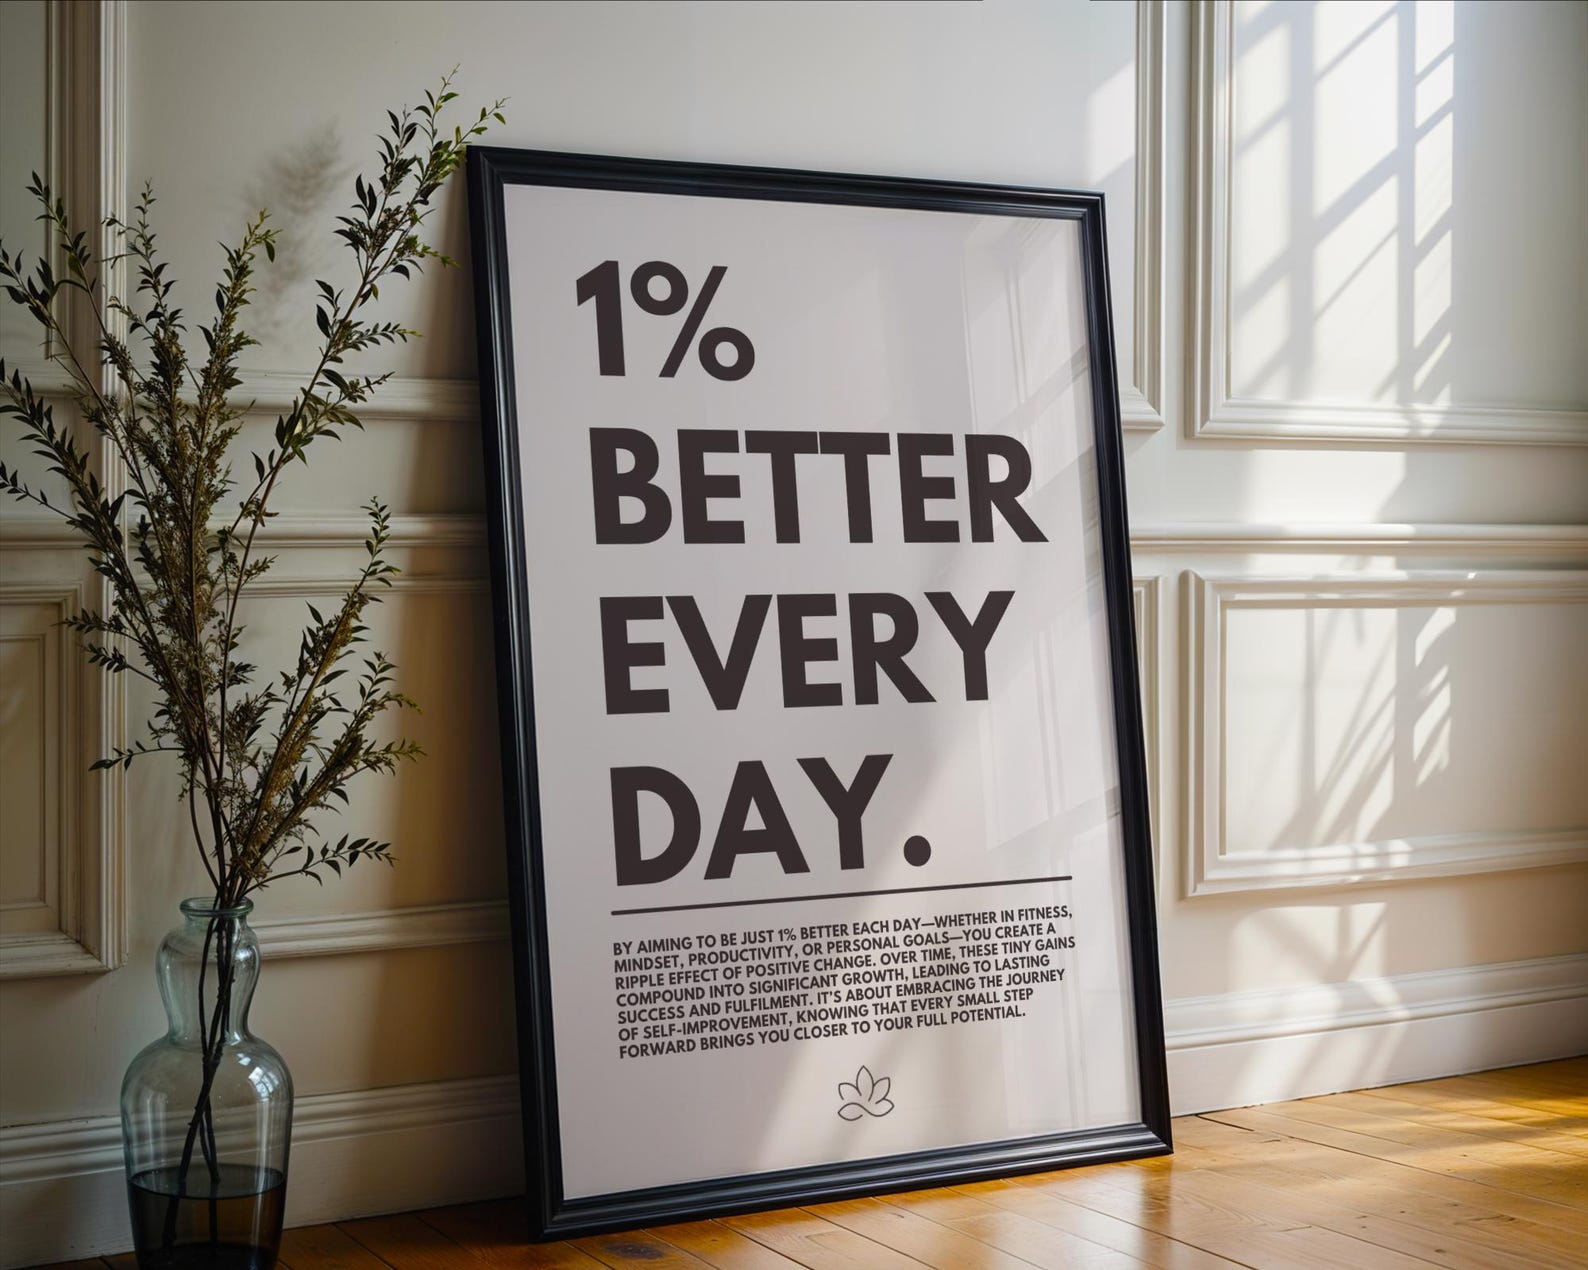 1%
BETTER
EVERY
DAY.
BY AIMING TO BE JUST 1% BETTER EACH DAY—WHETHER IN FITNESS,
MINDSET, PRODUCTIVITY, OR PERSONAL GOALS—YOU CREATE A
RIPPLE EFFECT OF POSITIVE CHANGE. OVER TIME, THESE TINY GAINS
COMPOUND INTO SIGNIFICANT GROWTH, LEADING TO LASTING
SUCCESS AND FULFILMENT. IT'S ABOUT EMBRACING THE JOURNEY
OF SELF-IMPROVEMENT, KNOWING THAT EVERY SMALL STEP
FORWARD BRINGS YOU CLOSER TO YOUR FULL POTENTIAL.